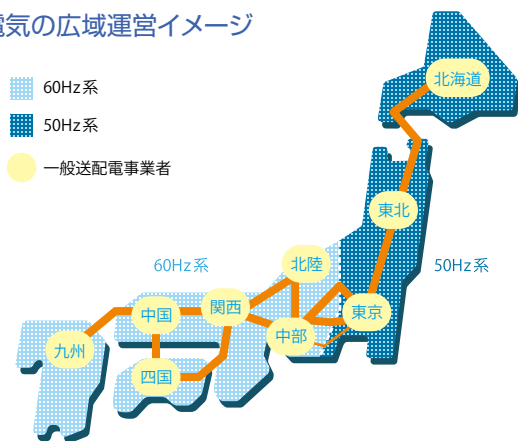 電気の広域運営イメージ
60Hz系
50Hz系
一般送配電事業者
北海道
東北
60Hz系
北陸
50Hz系
中国
関西
東京
九州
中部
四国